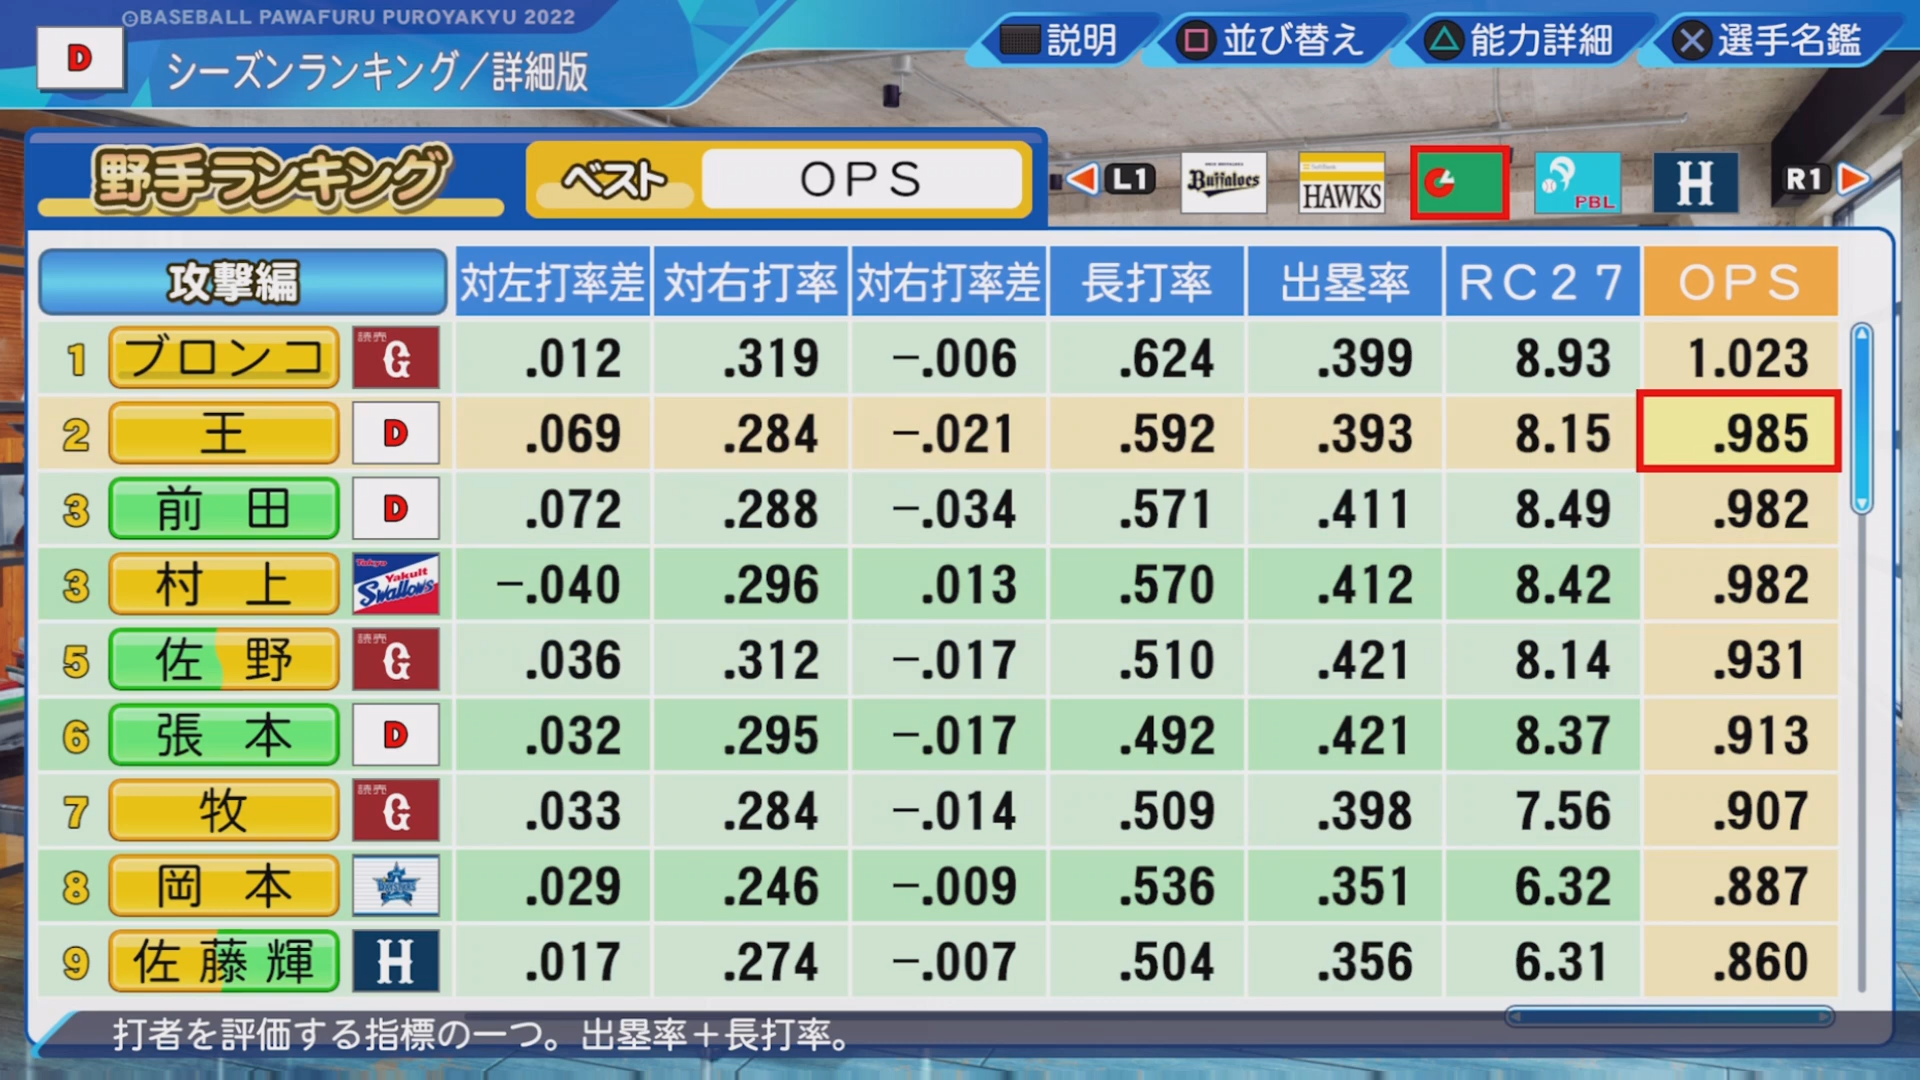 ©BASEBALL PAWAFURU PUROYAKYU 2022
D
シーズンランキング／詳細版
説明
並び替え
能力詳細
選手名鑑
野手ランキング
ベスト
OPS
L1
Buffaloes
HAWKS
PBL
H
R1
攻撃編 対左打率差 対右打率 対右打率差 長打率 出塁率 RC27 OPS
1 ブロンコ 読売 G .012 .319 -.006 .624 .399 8.93 1.023
2 王 D .069 .284 -.021 .592 .393 8.15 .985
3 前田 D .072 .288 -.034 .571 .411 8.49 .982
3 村上 Tokyo Yakult Swallows -.040 .296 .013 .570 .412 8.42 .982
5 佐野 読売 G .036 .312 -.017 .510 .421 8.14 .931
6 張本 D .032 .295 -.017 .492 .421 8.37 .913
7 牧 読売 G .033 .284 -.014 .509 .398 7.56 .907
8 岡本 BAYSTARS .029 .246 -.009 .536 .351 6.32 .887
9 佐藤輝 H .017 .274 -.007 .504 .356 6.31 .860
打者を評価する指標の一つ。出塁率＋長打率。